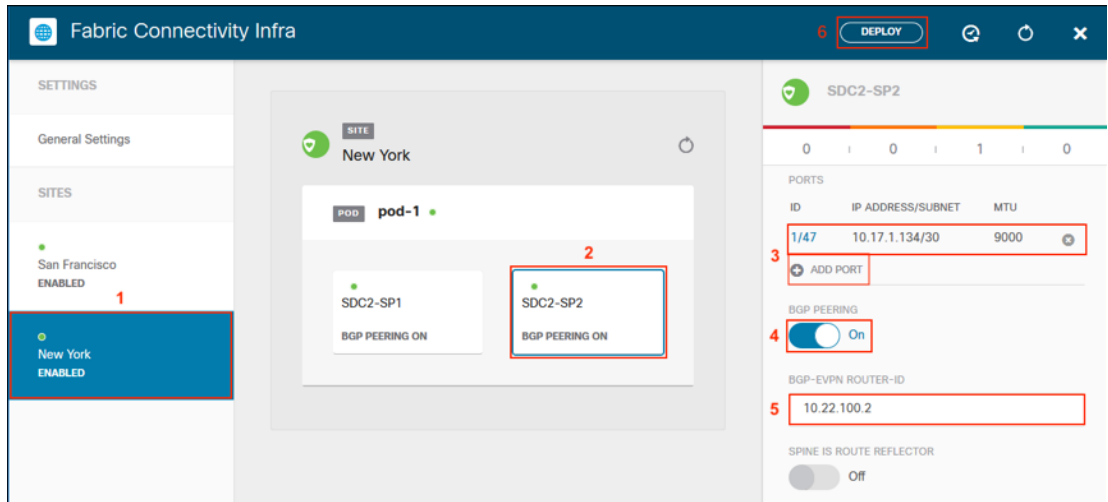 Fabric Connectivity Infra
6 DEPLOY
SETTINGS
General Settings
SITES
San Francisco
ENABLED
1
New York
ENABLED
SITE
New York
POD pod-1
2
SDC2-SP1
BGP PEERING ON
SDC2-SP2
BGP PEERING ON
SDC2-SP2
0 0 1 0
PORTS
ID IP ADDRESS/SUBNET MTU
1/47 10.17.1.134/30 9000
3
ADD PORT
BGP PEERING
4 On
BGP-EVPN ROUTER-ID
5 10.22.100.2
SPINE IS ROUTE REFLECTOR
Off